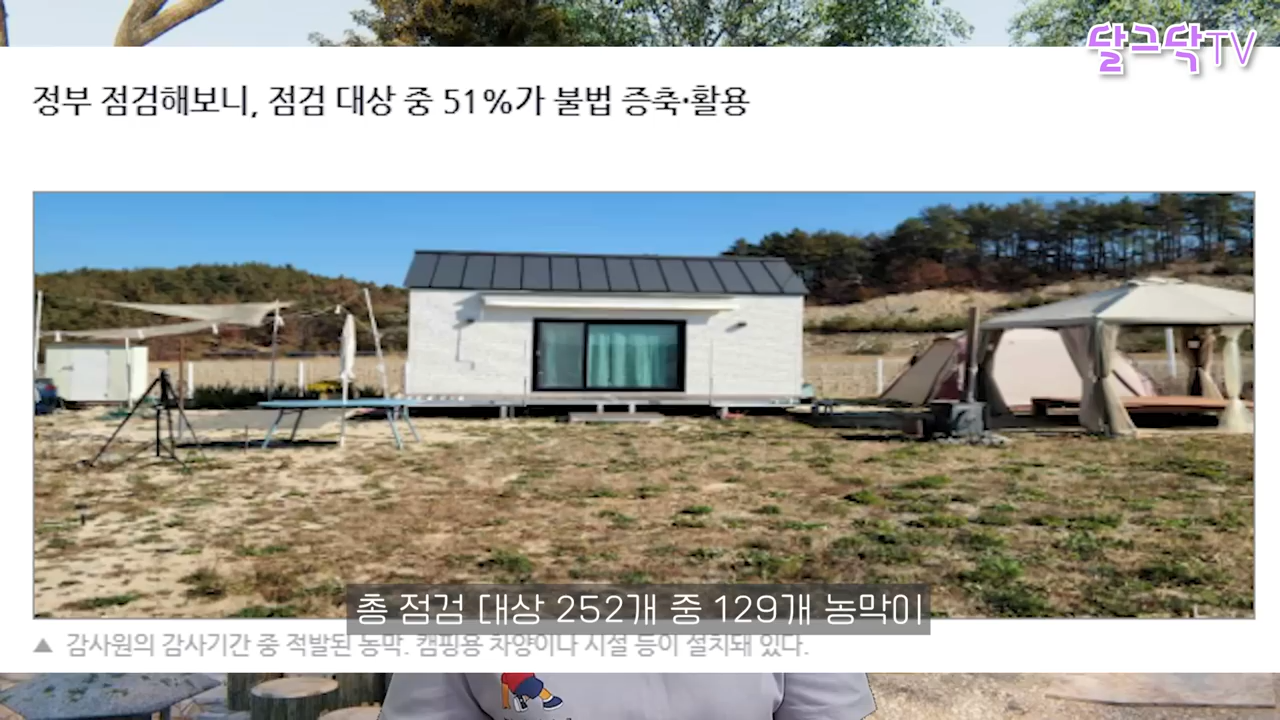 달그닥TV
정부 점검해보니, 점검 대상 중 51%가 불법 증축·활용
총 점검 대상 252개 중 129개 농막이
▲ 감사원의 감사기간 중 적발된 농막. 캠핑용 차양이나 시설 등이 설치돼 있다.